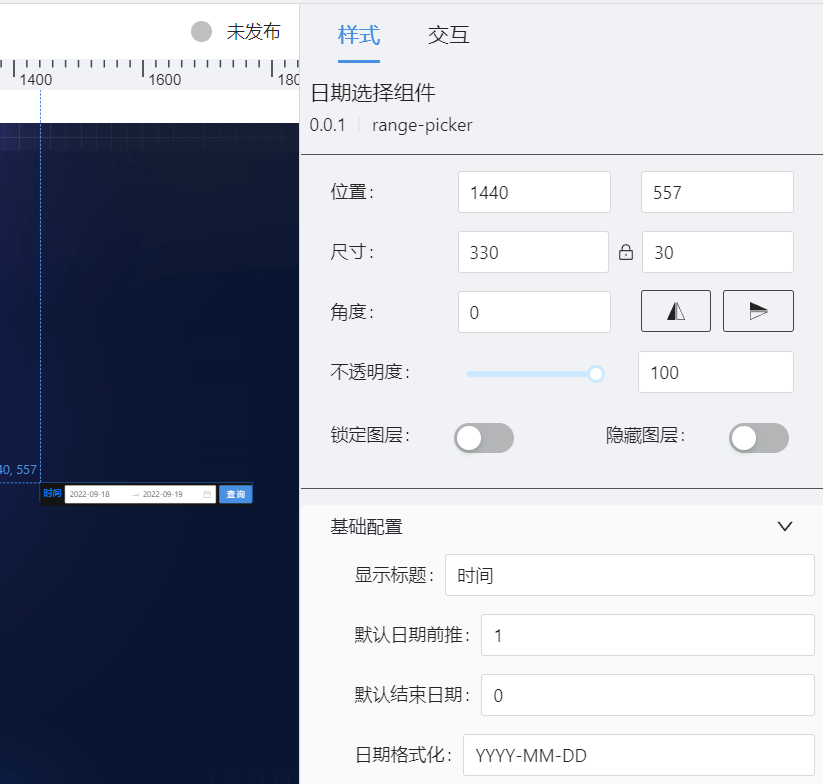 未发布
1400 1600 180
40, 557
时间 2022-09-18 → 2022-09-19 查询
样式 交互
日期选择组件
0.0.1 range-picker
位置: 1440 557
尺寸: 330 30
角度: 0
不透明度: 100
锁定图层: 隐藏图层:
基础配置
显示标题: 时间
默认日期前推: 1
默认结束日期: 0
日期格式化: YYYY-MM-DD